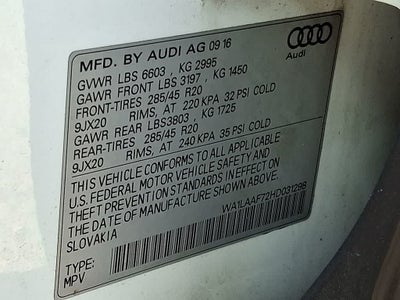 MFD. BY AUDI AG 09 16
Audi
GVWR LBS 6603 , KG 2995
GAWR FRONT LBS 3197 , KG 1450
FRONT-TIRES 285/45 R20
9JX20 RIMS, AT 220 KPA 32 PSI COLD
GAWR REAR LBS3803 , KG 1725
REAR-TIRES 285/45 R20
9JX20 RIMS, AT 240 KPA 35 PSI COLD
THIS VEHICLE CONFORMS TO ALL APPLICABLE
U.S. FEDERAL MOTOR VEHICLE SAFETY AND
THEFT PREVENTION STANDARDS IN EFFECT ON
THE DATE OF MANUFACTURE SHOWN ABOVE.
SLOVAKIA
WA1LAAF72HD031298
TYPE:
MPV